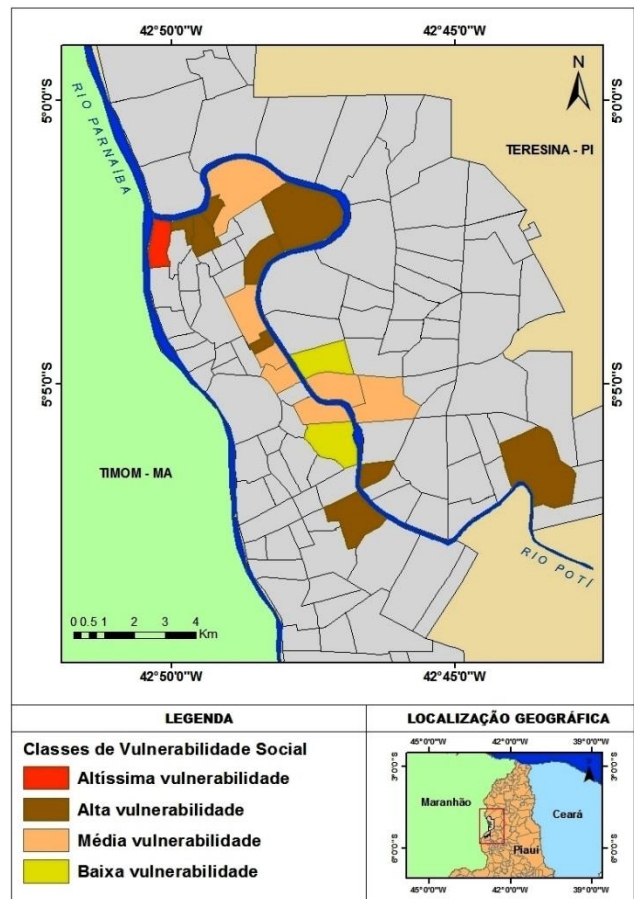 42°50'0"W 42°45'0"W
N
5°0'0"S 5°0'0"S
RIO PARNAÍBA
TERESINA - PI
5°5'0"S 5°5'0"S
TIMOM - MA
RIO POTÍ
0 0.5 1 2 3 4
Km
42°50'0"W 42°45'0"W
LEGENDA
Classes de Vulnerabilidade Social
Altíssima vulnerabilidade
Alta vulnerabilidade
Média vulnerabilidade
Baixa vulnerabilidade
LOCALIZAÇÃO GEOGRÁFICA
45°0'0"W 42°0'0"W 39°0'0"W
3°0'0"S 3°0'0"S
Maranhão
Ceará
Piauí
6°0'0"S 6°0'0"S
45°0'0"W 42°0'0"W 39°0'0"W